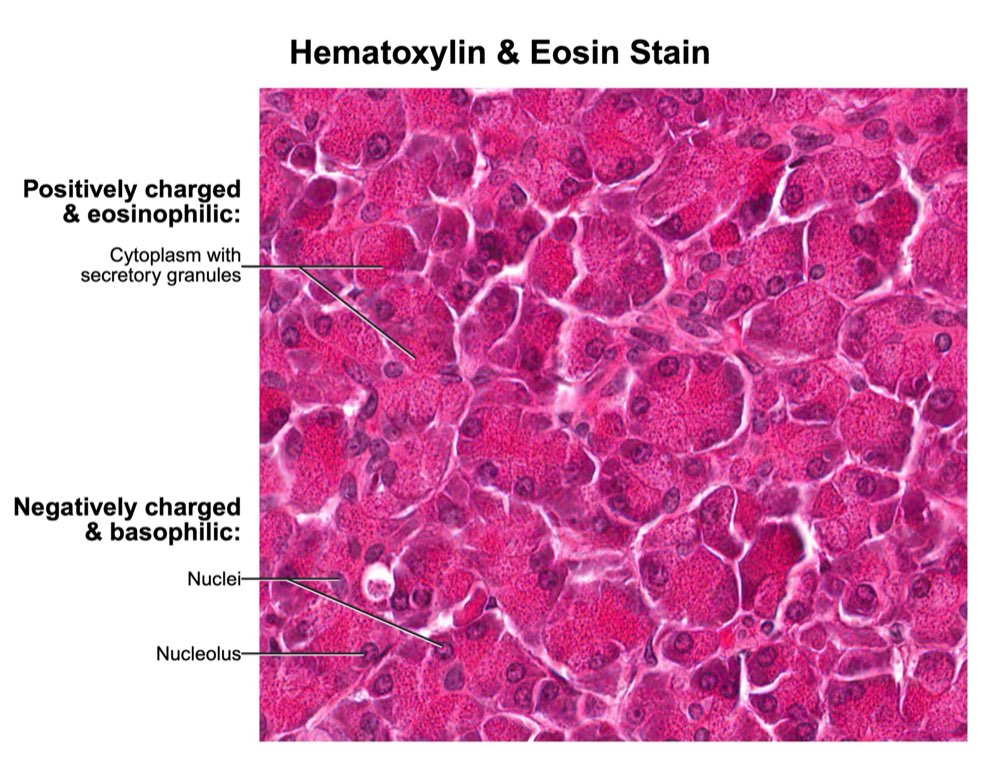 Hematoxylin & Eosin Stain
Positively charged
& eosinophilic:
Cytoplasm with
secretory granules
Negatively charged
& basophilic:
Nuclei
Nucleolus